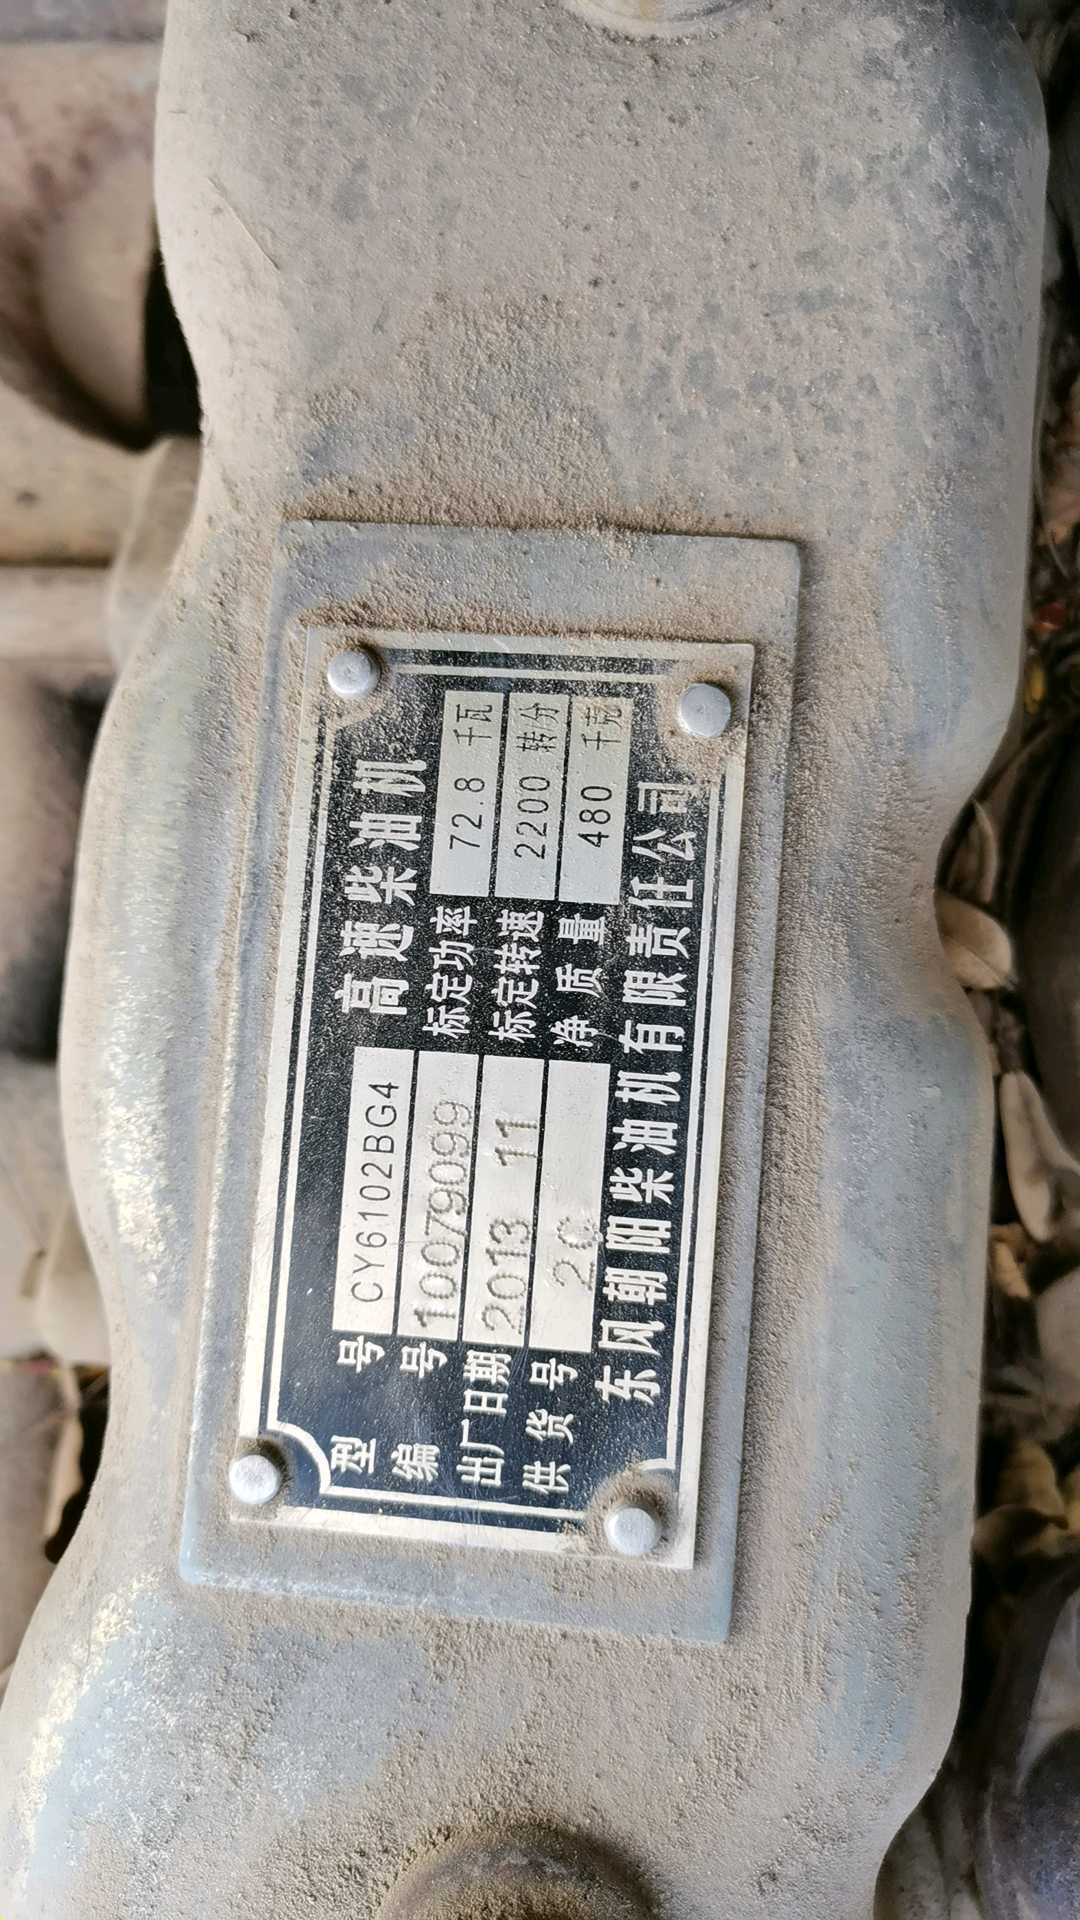 高速柴油机
型号 CY6102BG4 标定功率 72.8 千瓦
编号 10079099 标定转速 2200 转/分
出厂日期 2013 11 净质量 480 千克
供货号
东风朝阳柴油机有限责任公司